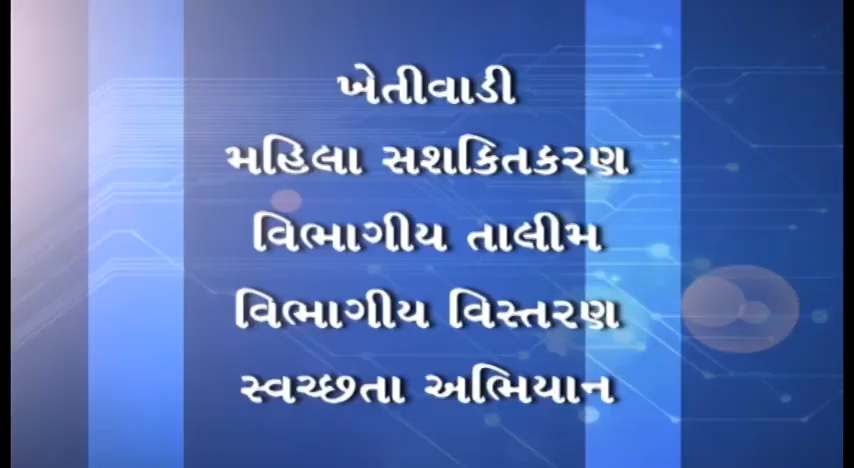 ખેતીવાડી
મહિલા સશકિતકરણ
વિભાગીય તાલીમ
વિભાગીય વિસ્તરણ
સ્વચ્છતા અભિયાન